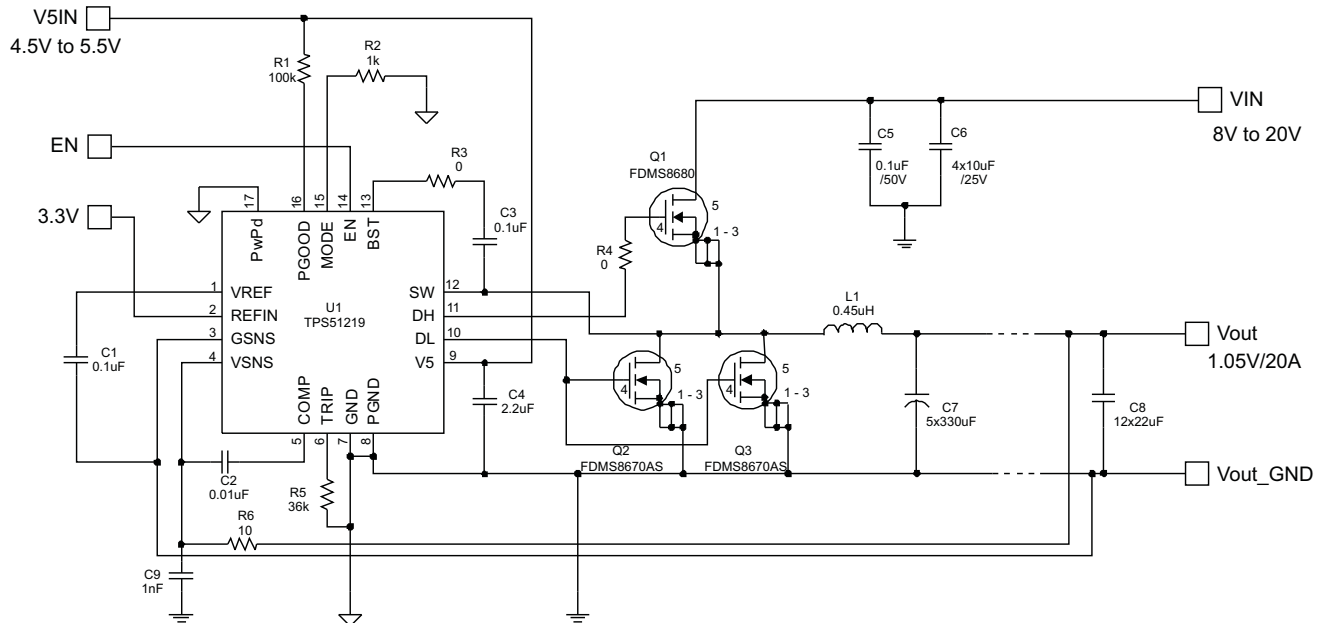 V5IN
4.5V to 5.5V
R1
100k
R2
1k
EN
3.3V
R3
0
C3
0.1uF
Q1
FDMS8680
5
4
1 - 3
R4
0
C5
0.1uF
/50V
C6
4x10uF
/25V
VIN
8V to 20V
17
16
15
14
13
PwPd
PGOOD
MODE
EN
BST
1
VREF
2
REFIN
3
GSNS
4
VSNS
U1
TPS51219
SW
12
DH
11
DL
10
V5
9
COMP
TRIP
GND
PGND
5
6
7
8
C1
0.1uF
C2
0.01uF
C4
2.2uF
5
4
1 - 3
Q2
FDMS8670AS
5
4
1 - 3
Q3
FDMS8670AS
L1
0.45uH
Vout
1.05V/20A
C7
5x330uF
C8
12x22uF
Vout_GND
R5
36k
R6
10
C9
1nF